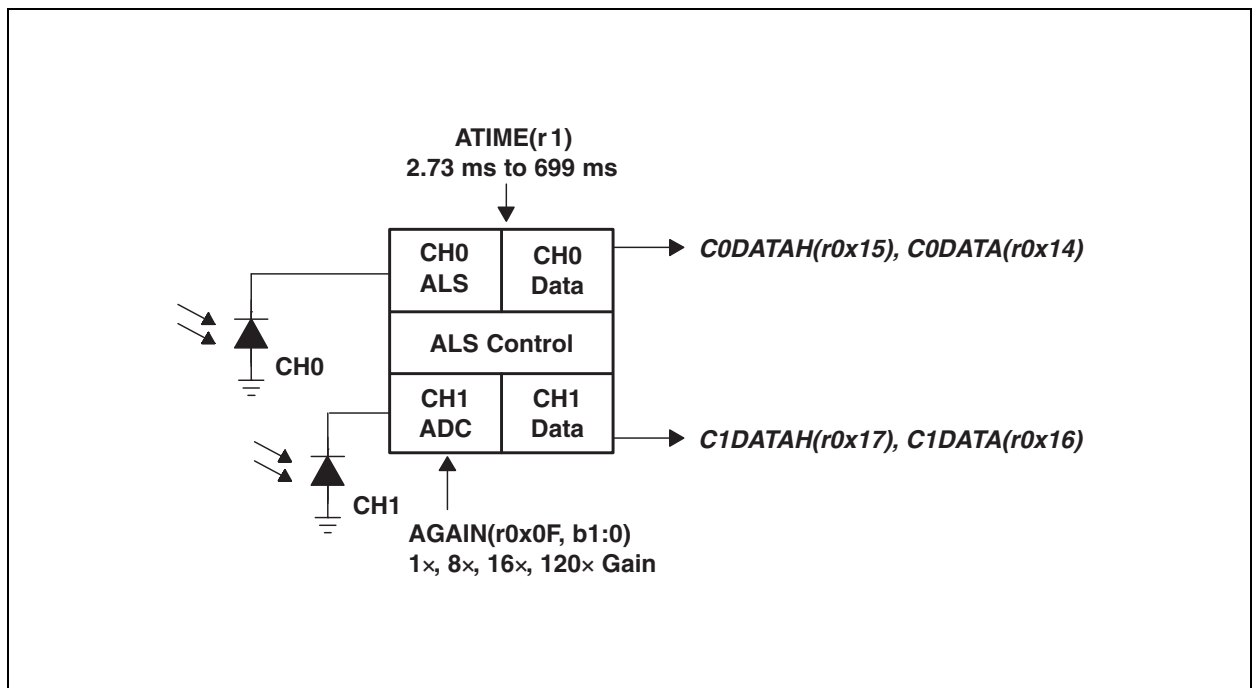 ATIME(r1)
2.73 ms to 699 ms
CH0
ALS
CH0
Data
C0DATAH(r0x15), C0DATA(r0x14)
ALS Control
CH0
CH1
ADC
CH1
Data
C1DATAH(r0x17), C1DATA(r0x16)
CH1
AGAIN(r0x0F, b1:0)
1×, 8×, 16×, 120× Gain